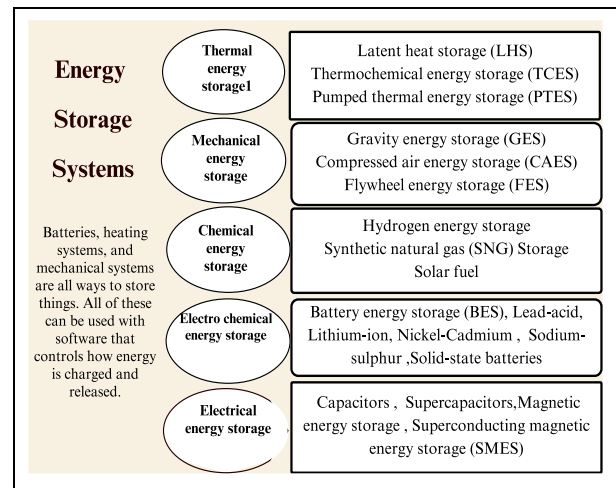 Energy
Storage
Systems
Batteries, heating
systems, and
mechanical systems
are all ways to store
things. All of these
can be used with
software that
controls how energy
is charged and
released.
Thermal
energy
storage1
Latent heat storage (LHS)
Thermochemical energy storage (TCES)
Pumped thermal energy storage (PTES)
Mechanical
energy
storage
Gravity energy storage (GES)
Compressed air energy storage (CAES)
Flywheel energy storage (FES)
Chemical
energy
storage
Hydrogen energy storage
Synthetic natural gas (SNG) Storage
Solar fuel
Electro chemical
energy storage
Battery energy storage (BES), Lead-acid,
Lithium-ion, Nickel-Cadmium , Sodium-
sulphur ,Solid-state batteries
Electrical
energy storage
Capacitors , Supercapacitors,Magnetic
energy storage , Superconducting magnetic
energy storage (SMES)